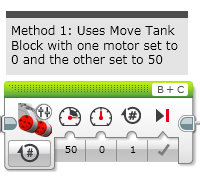 Method 1: Uses Move Tank
Block with one motor set to
0 and the other set to 50
B + C
#
50 0 1